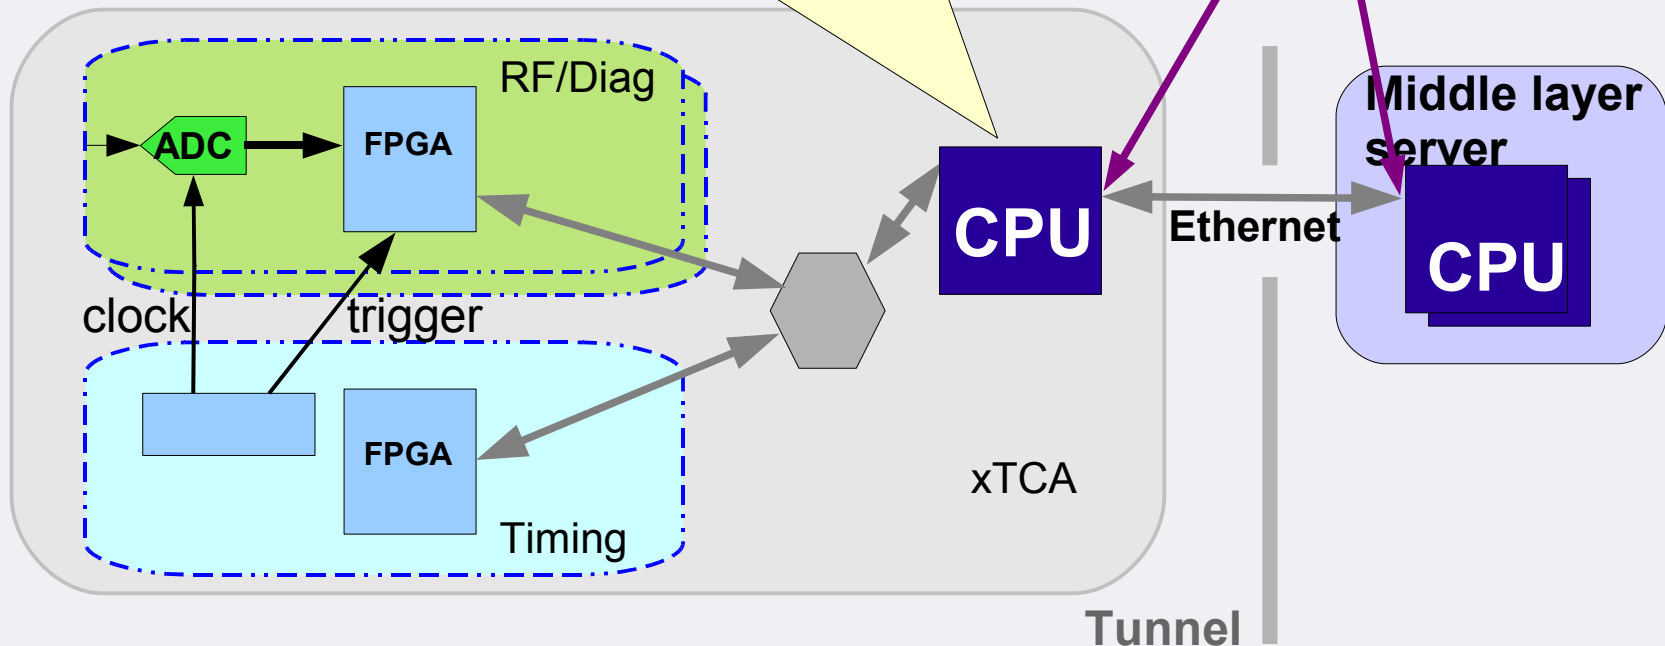 RF/Diag
ADC
FPGA
clock
trigger
FPGA
Timing
CPU
xTCA
Ethernet
Tunnel
Middle layer
server
CPU